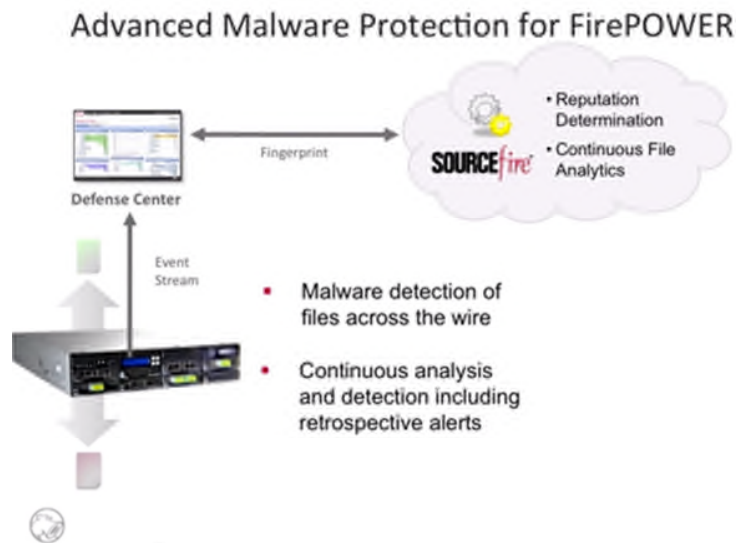 Advanced Malware Protection for FirePOWER
• Reputation
Determination
• Continuous File
Analytics
SOURCEfire
Fingerprint
Defense Center
Event
Stream
▪ Malware detection of
files across the wire
▪ Continuous analysis
and detection including
retrospective alerts